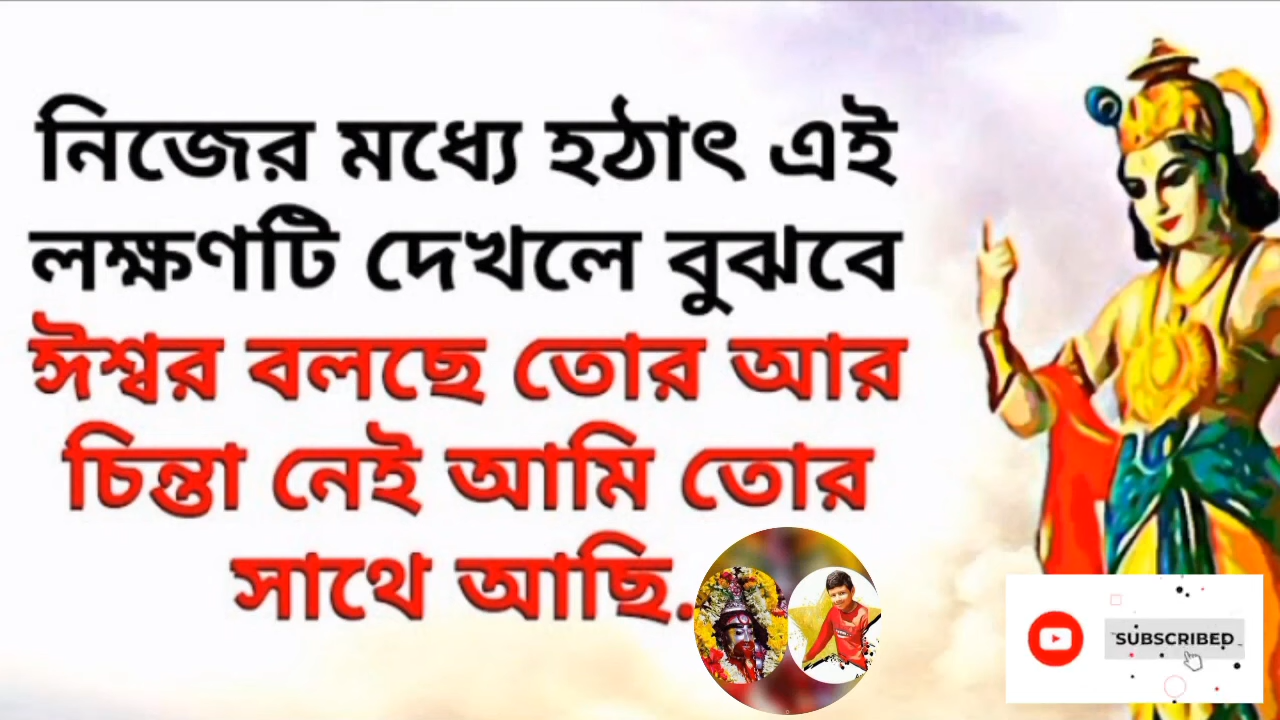 নিজের মধ্যে হঠাৎ এই
লক্ষণটি দেখলে বুঝবে
ঈশ্বর বলছে তোর আর
চিন্তা নেই আমি তোর
সাথে আছি.
SUBSCRIBED